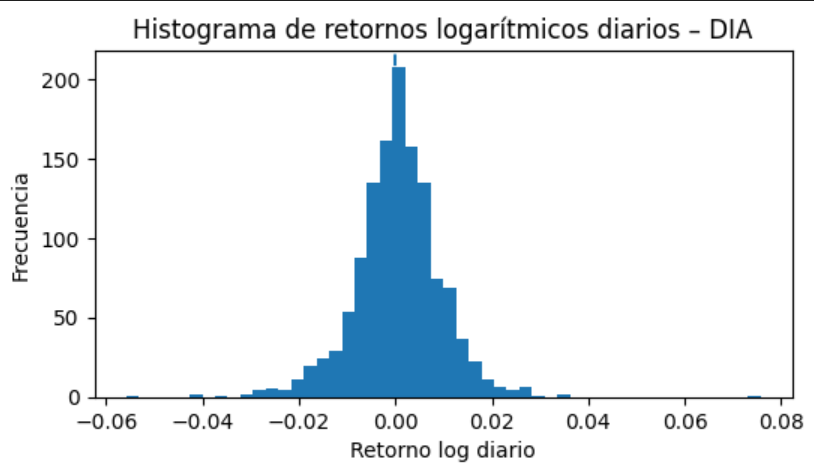 Histograma de retornos logarítmicos diarios – DIA
Frecuencia
200
150
100
50
0
−0.06 −0.04 −0.02 0.00 0.02 0.04 0.06 0.08
Retorno log diario